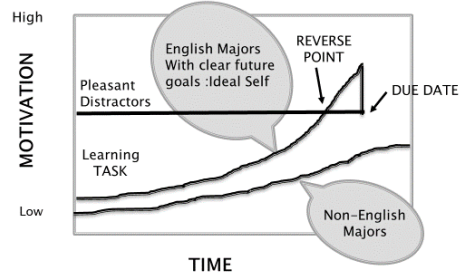 High
MOTIVATION
Low
English Majors
With clear future
goals :Ideal Self
REVERSE
POINT
Pleasant
Distractors
DUE DATE
Learning
TASK
Non-English
Majors
TIME